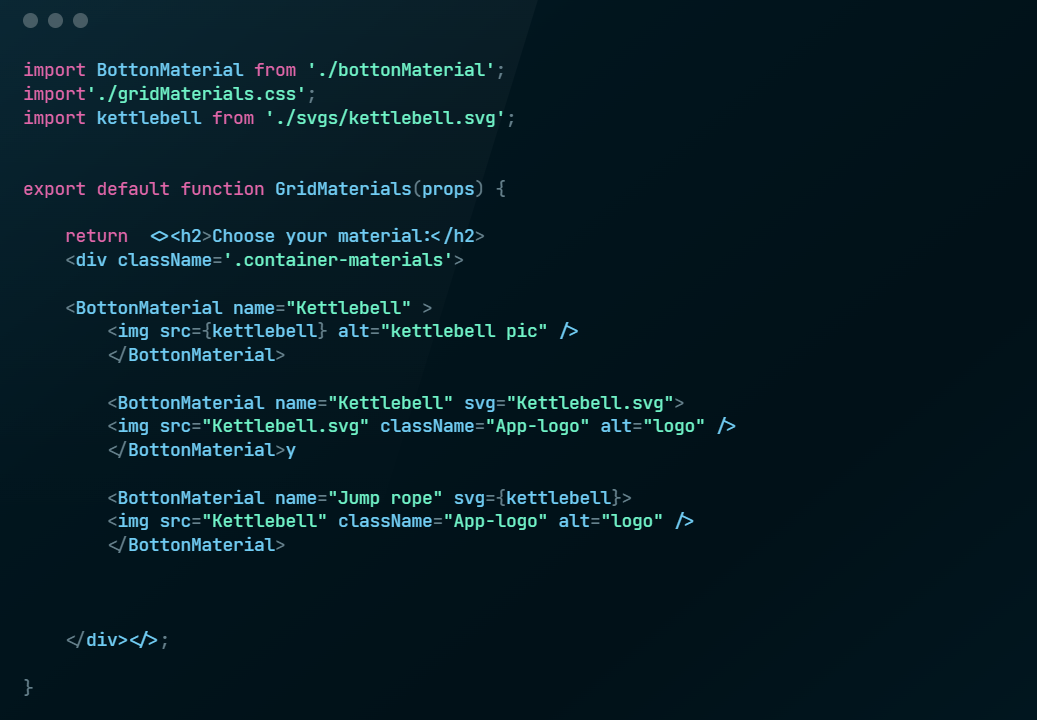 import BottonMaterial from './bottonMaterial';
import'./gridMaterials.css';
import kettlebell from './svgs/kettlebell.svg';
export default function GridMaterials(props) {
return  <><h2>Choose your material:</h2>
<div className='.container-materials'>
<BottonMaterial name="Kettlebell" >
<img src={kettlebell} alt="kettlebell pic" />
</BottonMaterial>
<BottonMaterial name="Kettlebell" svg="Kettlebell.svg">
<img src="Kettlebell.svg" className="App-logo" alt="logo" />
</BottonMaterial>y
<BottonMaterial name="Jump rope" svg={kettlebell}>
<img src="Kettlebell" className="App-logo" alt="logo" />
</BottonMaterial>
</div></>;
}